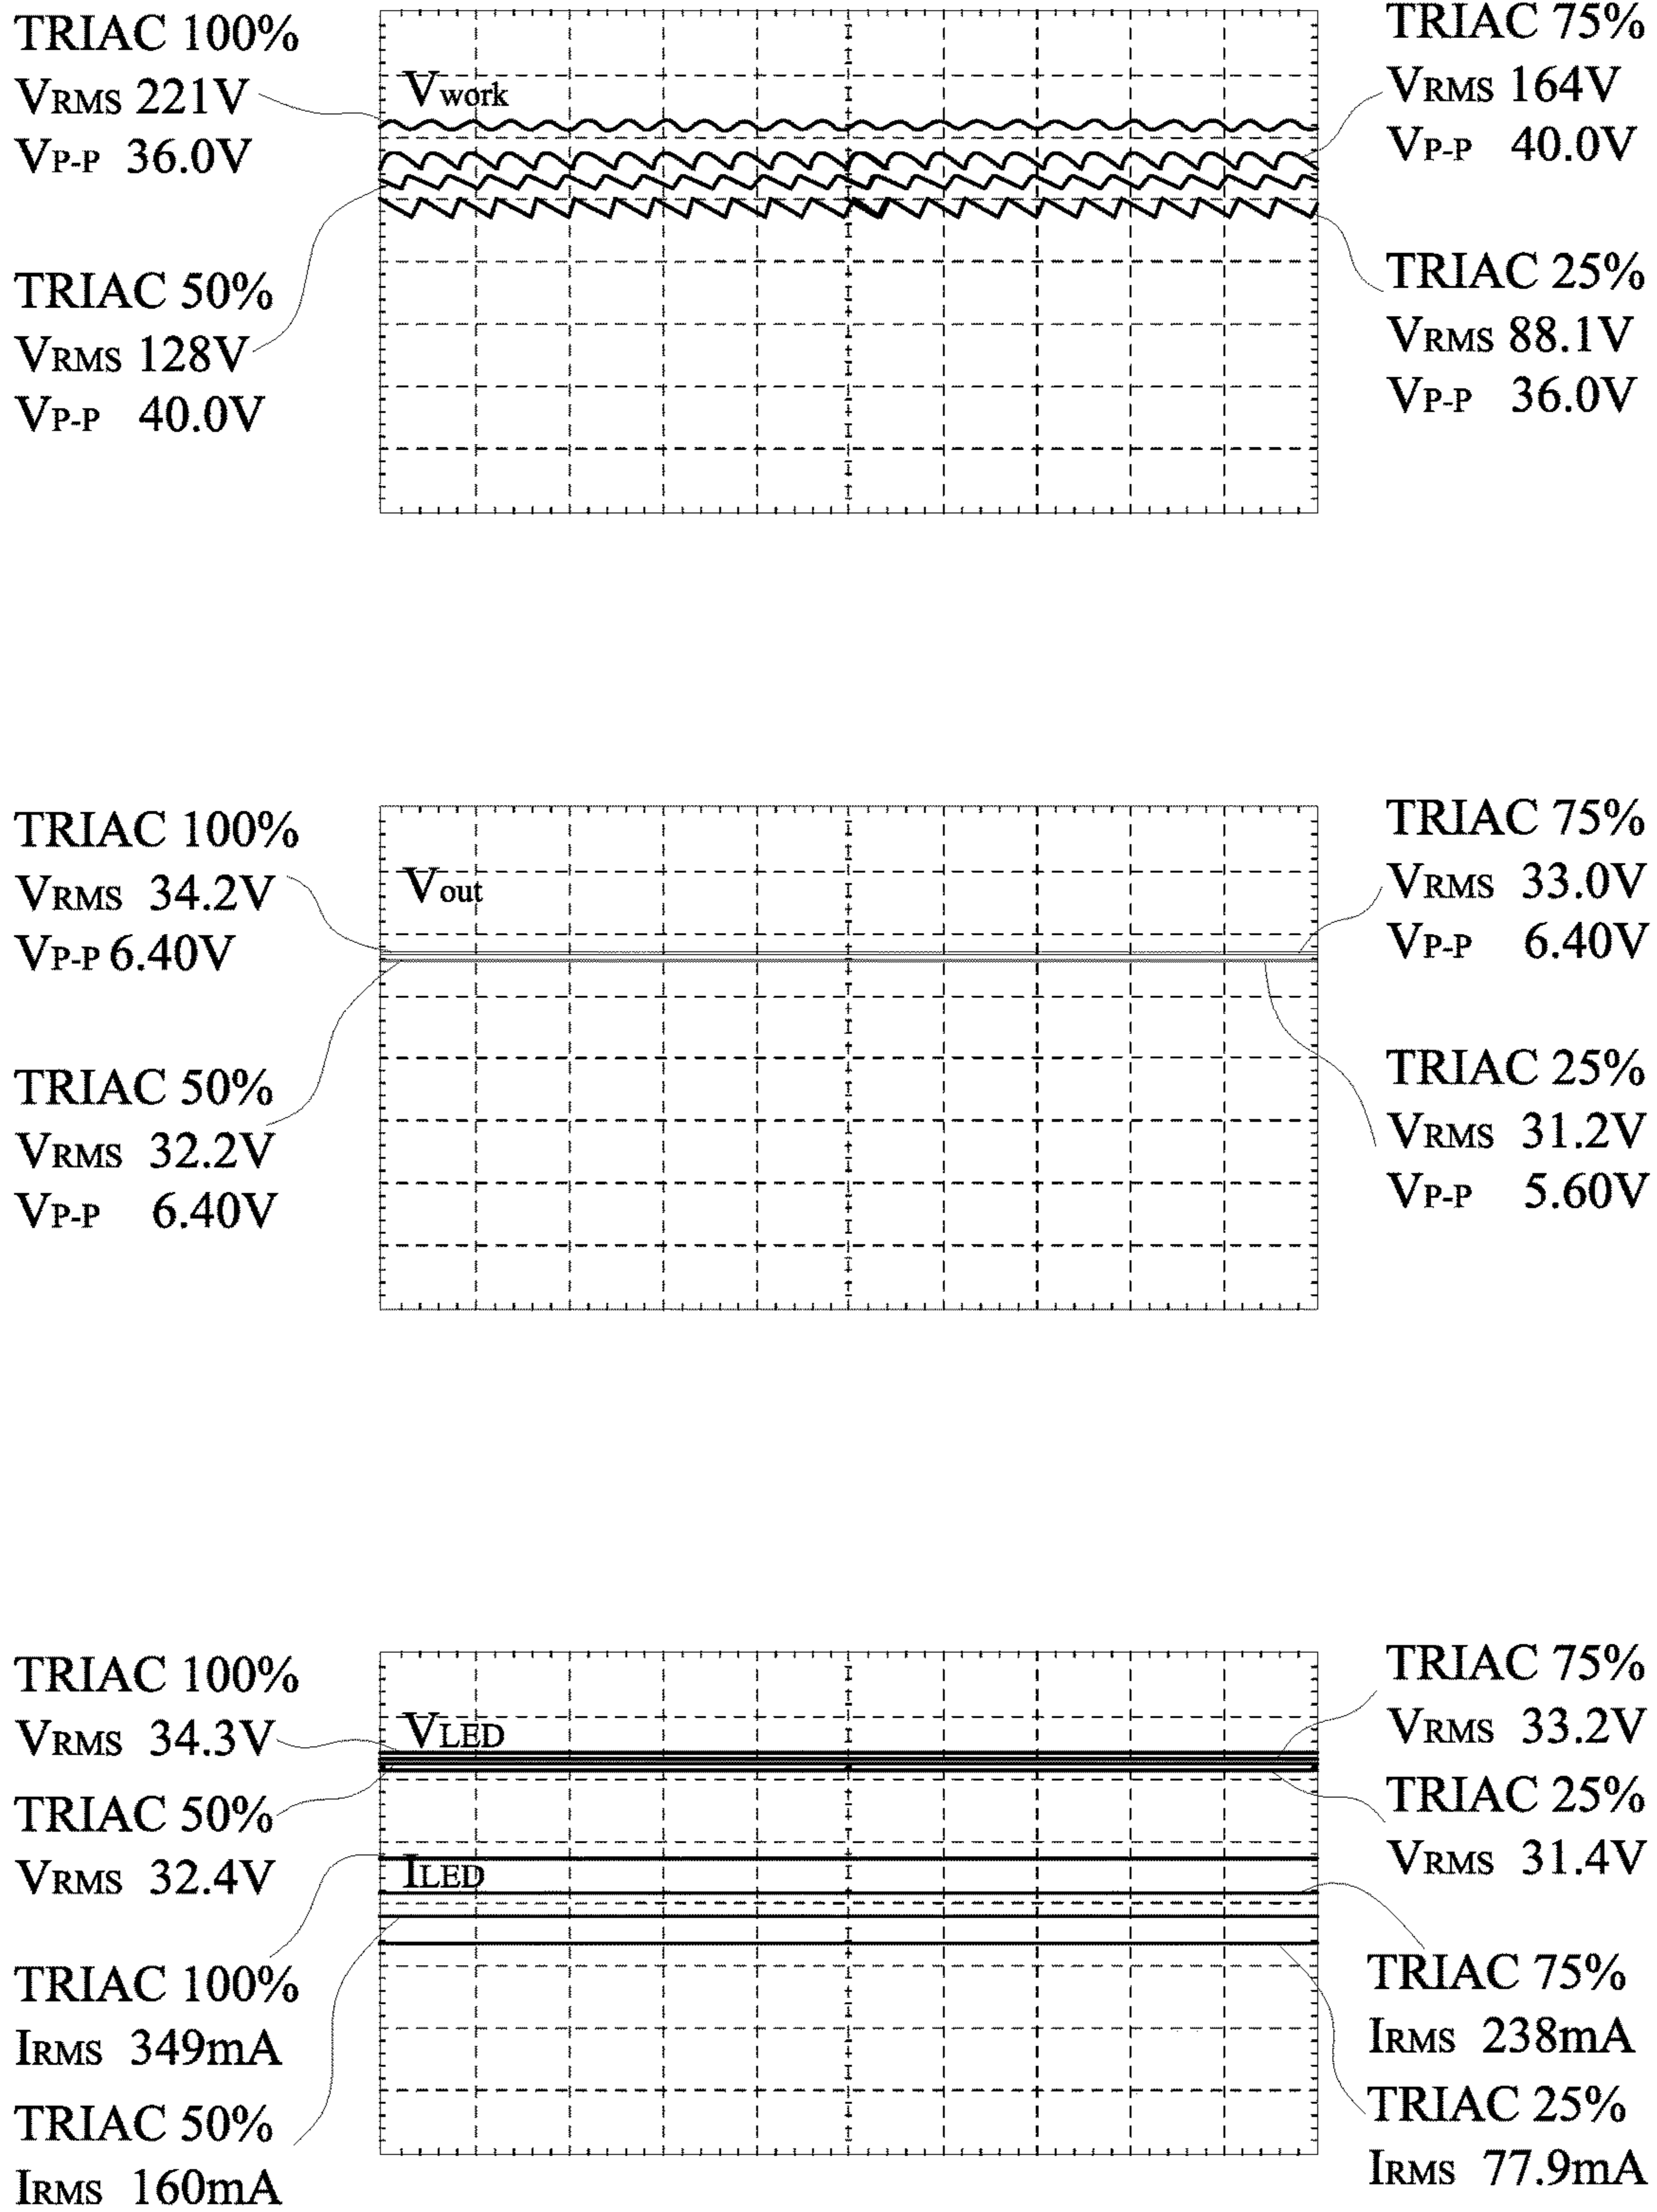 TRIAC 100%
VRMS 221V
VP-P 36.0V
TRIAC 50%
VRMS 128V
VP-P 40.0V
Vwork
TRIAC 75%
VRMS 164V
VP-P 40.0V
TRIAC 25%
VRMS 88.1V
VP-P 36.0V
TRIAC 100%
VRMS 34.2V
VP-P 6.40V
TRIAC 50%
VRMS 32.2V
VP-P 6.40V
Vout
TRIAC 75%
VRMS 33.0V
VP-P 6.40V
TRIAC 25%
VRMS 31.2V
VP-P 5.60V
TRIAC 100%
VRMS 34.3V
TRIAC 50%
VRMS 32.4V
TRIAC 100%
IRMS 349mA
TRIAC 50%
IRMS 160mA
VLED
ILED
TRIAC 75%
VRMS 33.2V
TRIAC 25%
VRMS 31.4V
TRIAC 75%
IRMS 238mA
TRIAC 25%
IRMS 77.9mA